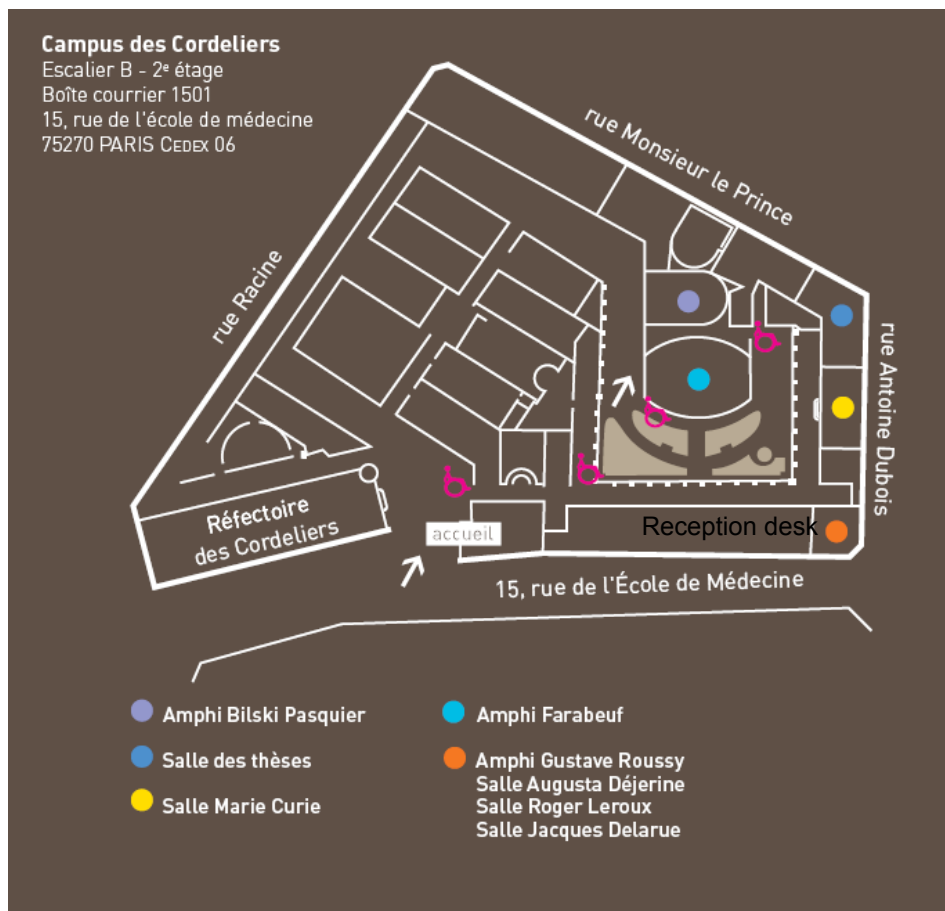 Campus des Cordeliers
Escalier B - 2e étage
Boîte courrier 1501
15, rue de l'école de médecine
75270 PARIS CEDEX 06
rue Monsieur le Prince
rue Racine
rue Antoine Dubois
Réfectoire
des Cordeliers
accueil
Reception desk
15, rue de l'École de Médecine
Amphi Bilski Pasquier
Salle des thèses
Salle Marie Curie
Amphi Farabeuf
Amphi Gustave Roussy
Salle Augusta Déjerine
Salle Roger Leroux
Salle Jacques Delarue